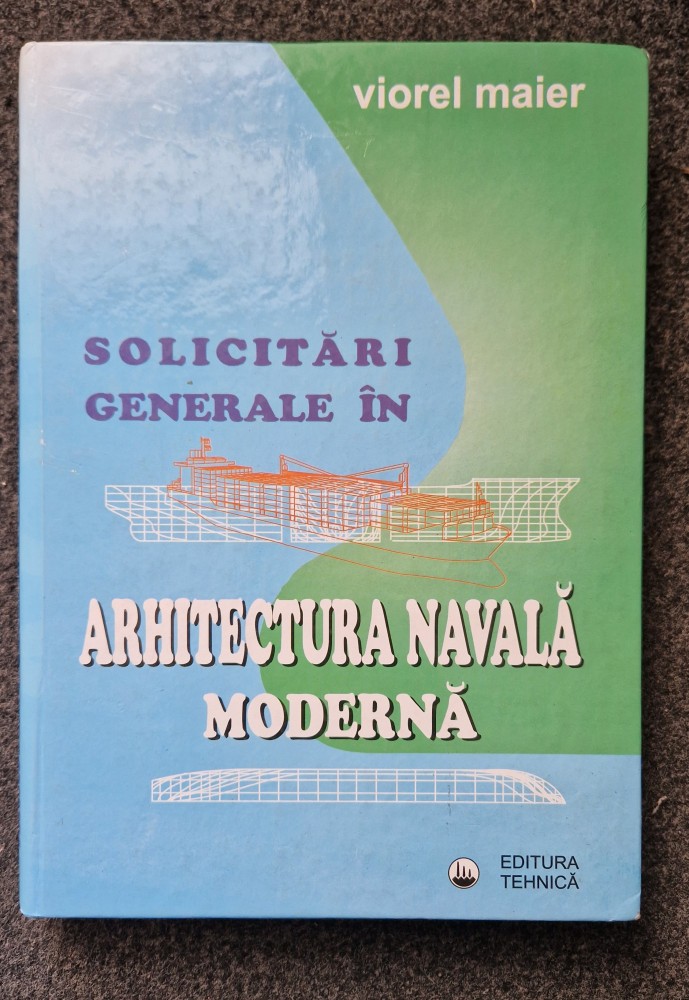 viorel maier
SOLICITĂRI
GENERALE ÎN
ARHITECTURA NAVALĂ
MODERNĂ
EDITURA
TEHNICĂ